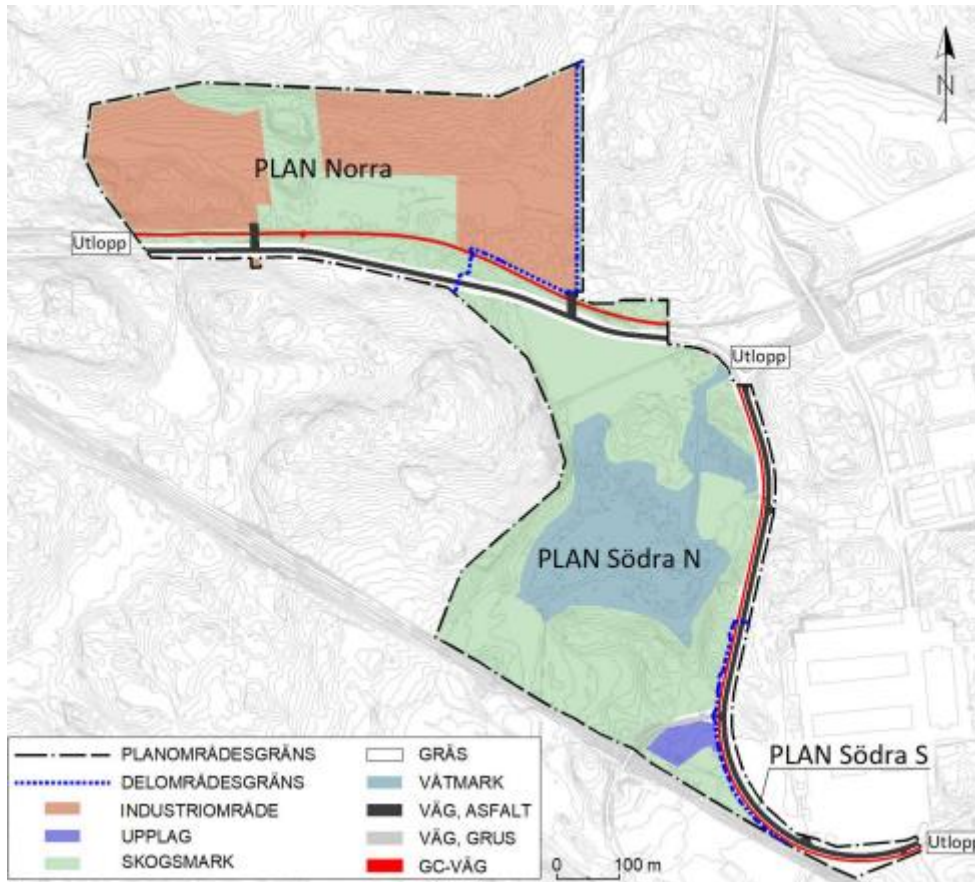 N
PLAN Norra
Utlopp
Utlopp
PLAN Södra N
PLAN Södra S
Utlopp
PLANOMRÅDESGRÄNS
DELOMRÅDESGRÄNS
INDUSTRIOMRÅDE
UPPLAG
SKOGSMARK
GRÄS
VÅTMARK
VÄG, ASFALT
VÄG, GRUS
GC-VÄG
0 100 m